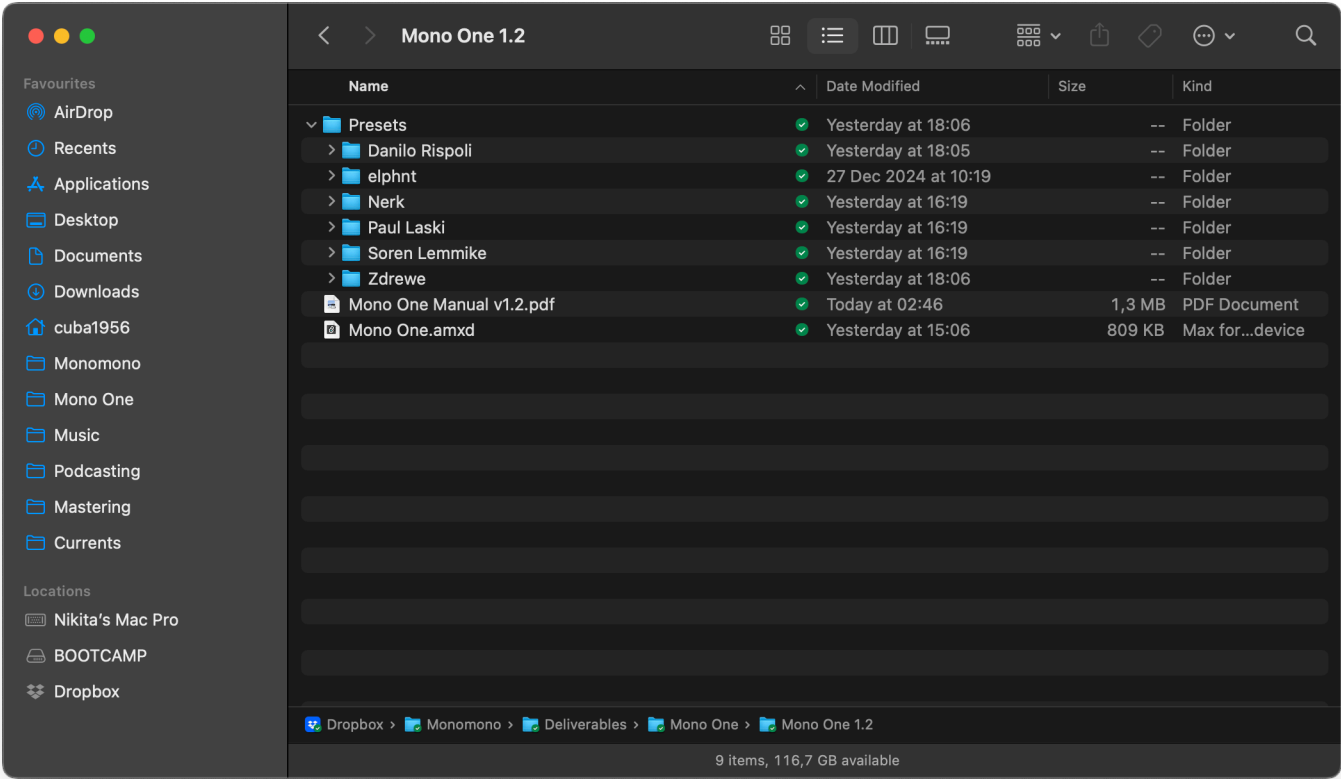 Mono One 1.2
Favourites
AirDrop
Recents
Applications
Desktop
Documents
Downloads
cuba1956
Monomono
Mono One
Music
Podcasting
Mastering
Currents
Locations
Nikita’s Mac Pro
BOOTCAMP
Dropbox
Name Date Modified Size Kind
Presets Yesterday at 18:06 -- Folder
Danilo Rispoli Yesterday at 18:05 -- Folder
elphnt 27 Dec 2024 at 10:19 -- Folder
Nerk Yesterday at 16:19 -- Folder
Paul Laski Yesterday at 16:19 -- Folder
Soren Lemmike Yesterday at 16:19 -- Folder
Zdrewe Yesterday at 18:06 -- Folder
Mono One Manual v1.2.pdf Today at 02:46 1,3 MB PDF Document
Mono One.amxd Yesterday at 15:06 809 KB Max for...device
Dropbox › Monomono › Deliverables › Mono One › Mono One 1.2
9 items, 116,7 GB available